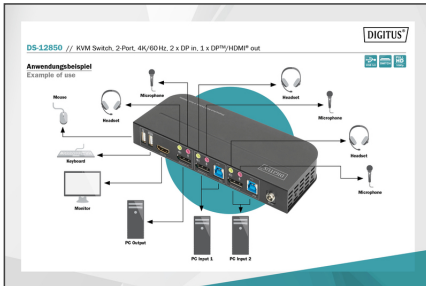 DIGITUS®
DS-12850 // KVM Switch, 2-Port, 4K/60 Hz, 2 x DP in, 1 x DP™/HDMI® out
Anwendungsbeispiel
Example of use
Mouse
Headset
Microphone
Headset
Microphone
Keyboard
Headset
Monitor
Microphone
PC Output
PC Input 1
PC Input 2